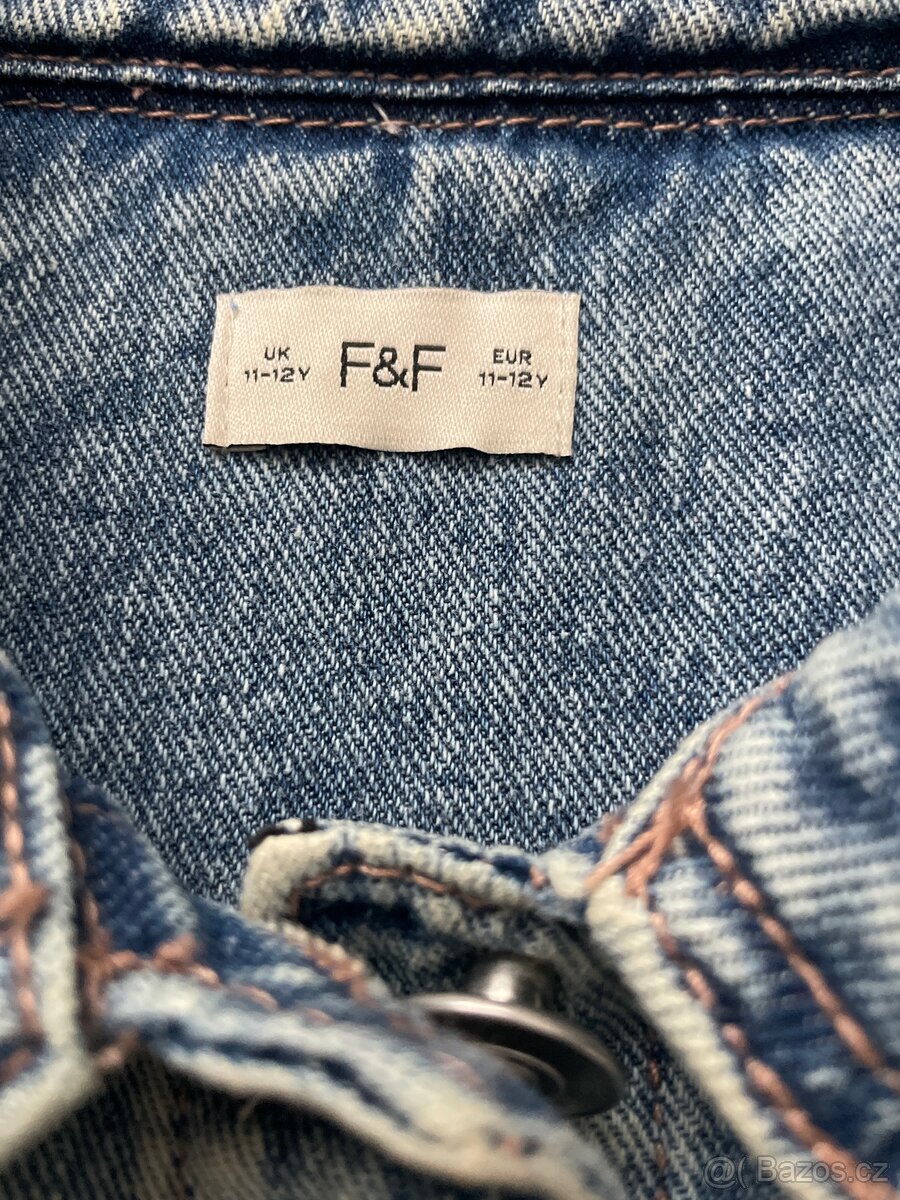 UK
11-12Y
F&F
EUR
11-12Y
@( Bazos.cz